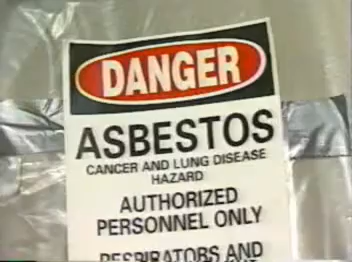 DANGER
ASBESTOS
CANCER AND LUNG DISEASE
HAZARD
AUTHORIZED
PERSONNEL ONLY
RESPIRATORS AND